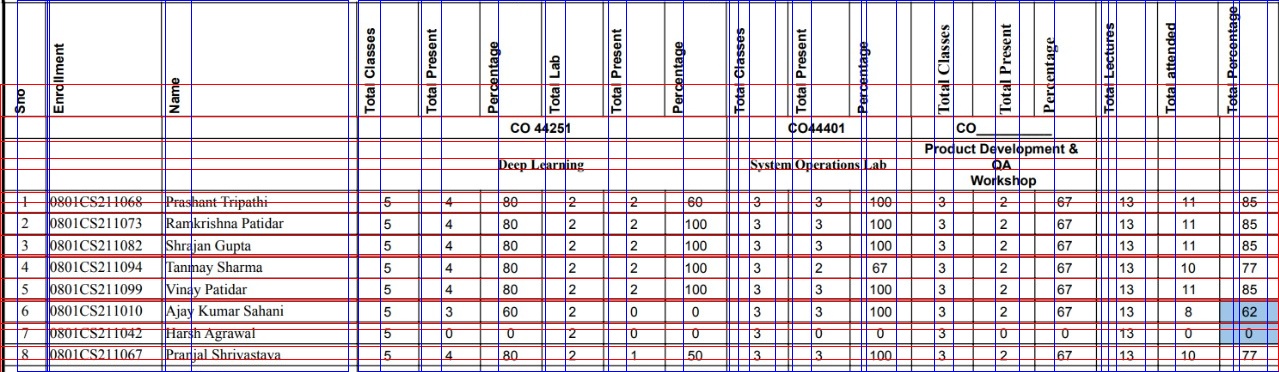 Sno Enrollment Name Total Classes Total Present Percentage Total Lab Total Present Percentage Total Classes Total Present Percentage Total Classes Total Present Percentage Total Lectures Total attended Total Percentage
CO 44251 CO44401 CO__________
Deep Learning System Operations Lab Product Development &
QA
Workshop
1 0801CS211068 Prashant Tripathi 5 4 80 2 2 60 3 3 100 3 2 67 13 11 85
2 0801CS211073 Ramkrishna Patidar 5 4 80 2 2 100 3 3 100 3 2 67 13 11 85
3 0801CS211082 Shrajan Gupta 5 4 80 2 2 100 3 3 100 3 2 67 13 11 85
4 0801CS211094 Tanmay Sharma 5 4 80 2 2 100 3 2 67 3 2 67 13 10 77
5 0801CS211099 Vinay Patidar 5 4 80 2 2 100 3 3 100 3 2 67 13 11 85
6 0801CS211010 Ajay Kumar Sahani 5 3 60 2 0 0 3 3 100 3 2 67 13 8 62
7 0801CS211042 Harsh Agrawal 5 0 0 2 0 0 3 0 0 3 0 0 13 0 0
8 0801CS211067 Pranjal Shrivastava 5 4 80 2 1 50 3 3 100 3 2 67 13 10 77